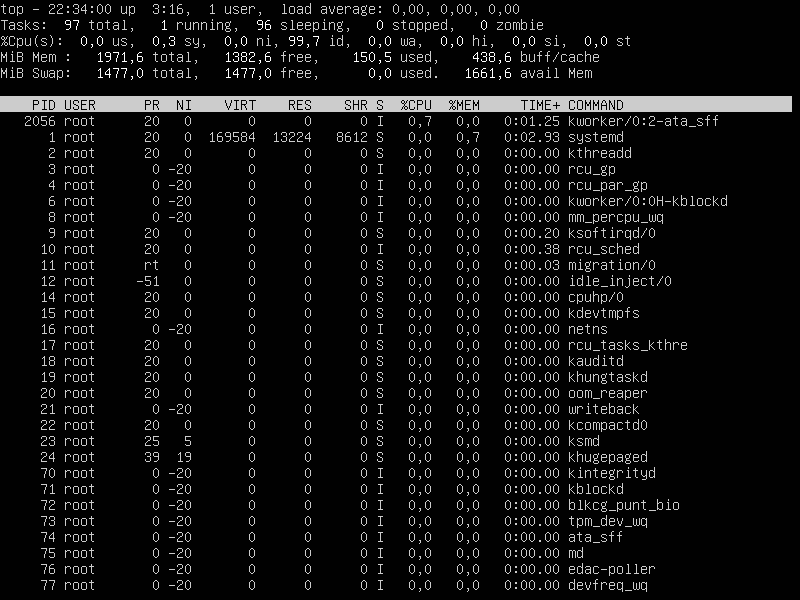 top - 22:34:00 up  3:16,  1 user,  load average: 0,00, 0,00, 0,00
Tasks:  97 total,   1 running,  96 sleeping,   0 stopped,   0 zombie
%Cpu(s):  0,0 us,  0,3 sy,  0,0 ni, 99,7 id,  0,0 wa,  0,0 hi,  0,0 si,  0,0 st
MiB Mem :   1971,6 total,   1382,6 free,    150,5 used,    438,6 buff/cache
MiB Swap:   1477,0 total,   1477,0 free,      0,0 used.   1661,6 avail Mem
PID USER      PR  NI    VIRT    RES    SHR S  %CPU  %MEM     TIME+ COMMAND
2056 root      20   0       0      0      0 I   0,7   0,0   0:01.25 kworker/0:2-ata_sff
1 root      20   0  169584  13224   8612 S   0,0   0,7   0:02.93 systemd
2 root      20   0       0      0      0 S   0,0   0,0   0:00.00 kthreadd
3 root       0 -20       0      0      0 I   0,0   0,0   0:00.00 rcu_gp
4 root       0 -20       0      0      0 I   0,0   0,0   0:00.00 rcu_par_gp
6 root       0 -20       0      0      0 I   0,0   0,0   0:00.00 kworker/0:0H-kblockd
8 root       0 -20       0      0      0 I   0,0   0,0   0:00.00 mm_percpu_wq
9 root      20   0       0      0      0 S   0,0   0,0   0:00.20 ksoftirqd/0
10 root      20   0       0      0      0 I   0,0   0,0   0:00.38 rcu_sched
11 root      rt   0       0      0      0 S   0,0   0,0   0:00.03 migration/0
12 root     -51   0       0      0      0 S   0,0   0,0   0:00.00 idle_inject/0
14 root      20   0       0      0      0 S   0,0   0,0   0:00.00 cpuhp/0
15 root      20   0       0      0      0 S   0,0   0,0   0:00.00 kdevtmpfs
16 root       0 -20       0      0      0 I   0,0   0,0   0:00.00 netns
17 root      20   0       0      0      0 S   0,0   0,0   0:00.00 rcu_tasks_kthre
18 root      20   0       0      0      0 S   0,0   0,0   0:00.00 kauditd
19 root      20   0       0      0      0 S   0,0   0,0   0:00.00 khungtaskd
20 root      20   0       0      0      0 S   0,0   0,0   0:00.00 oom_reaper
21 root       0 -20       0      0      0 I   0,0   0,0   0:00.00 writeback
22 root      20   0       0      0      0 S   0,0   0,0   0:00.00 kcompactd0
23 root      25   5       0      0      0 S   0,0   0,0   0:00.00 ksmd
24 root      39  19       0      0      0 S   0,0   0,0   0:00.00 khugepaged
70 root       0 -20       0      0      0 I   0,0   0,0   0:00.00 kintegrityd
71 root       0 -20       0      0      0 I   0,0   0,0   0:00.00 kblockd
72 root       0 -20       0      0      0 I   0,0   0,0   0:00.00 blkcg_punt_bio
73 root       0 -20       0      0      0 I   0,0   0,0   0:00.00 tpm_dev_wq
74 root       0 -20       0      0      0 I   0,0   0,0   0:00.00 ata_sff
75 root       0 -20       0      0      0 I   0,0   0,0   0:00.00 md
76 root       0 -20       0      0      0 I   0,0   0,0   0:00.00 edac-poller
77 root       0 -20       0      0      0 I   0,0   0,0   0:00.00 devfreq_wq